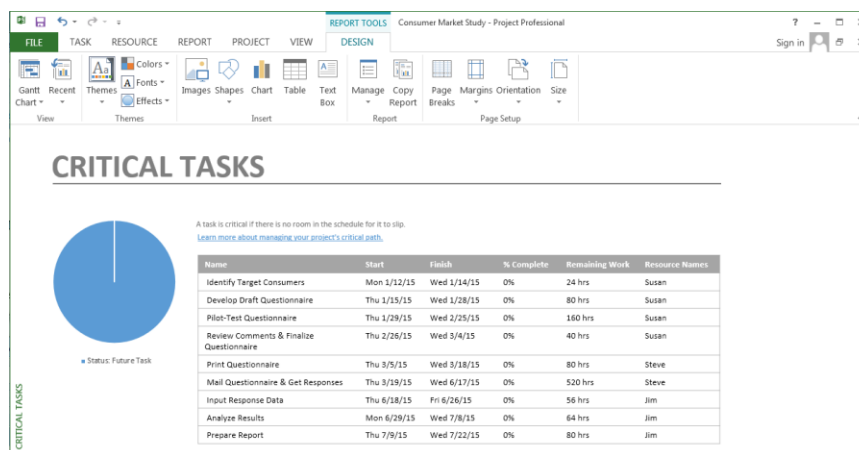 REPORT TOOLS Consumer Market Study - Project Professional ?
FILE TASK RESOURCE REPORT PROJECT VIEW DESIGN Sign in
Gantt Chart Recent Themes Colors Fonts Effects Images Shapes Chart Table Text Box Manage Copy Report Page Breaks Margins Orientation Size
View Themes Insert Report Page Setup
CRITICAL TASKS
A task is critical if there is no room in the schedule for it to slip.
Learn more about managing your project's critical path.
Name Start Finish % Complete Remaining Work Resource Names
Identify Target Consumers Mon 1/12/15 Wed 1/14/15 0% 24 hrs Susan
Develop Draft Questionnaire Thu 1/15/15 Wed 1/28/15 0% 80 hrs Susan
Pilot-Test Questionnaire Thu 1/29/15 Wed 2/25/15 0% 160 hrs Susan
Review Comments & Finalize Thu 2/26/15 Wed 3/4/15 0% 40 hrs Susan
Questionnaire
Print Questionnaire Thu 3/5/15 Wed 3/18/15 0% 80 hrs Steve
Mail Questionnaire & Get Responses Thu 3/19/15 Wed 6/17/15 0% 520 hrs Steve
Input Response Data Thu 6/18/15 Fri 6/26/15 0% 56 hrs Jim
Analyze Results Mon 6/29/15 Wed 7/8/15 0% 64 hrs Jim
Prepare Report Thu 7/9/15 Wed 7/22/15 0% 80 hrs Jim
Status: Future Task
CRITICAL TASKS